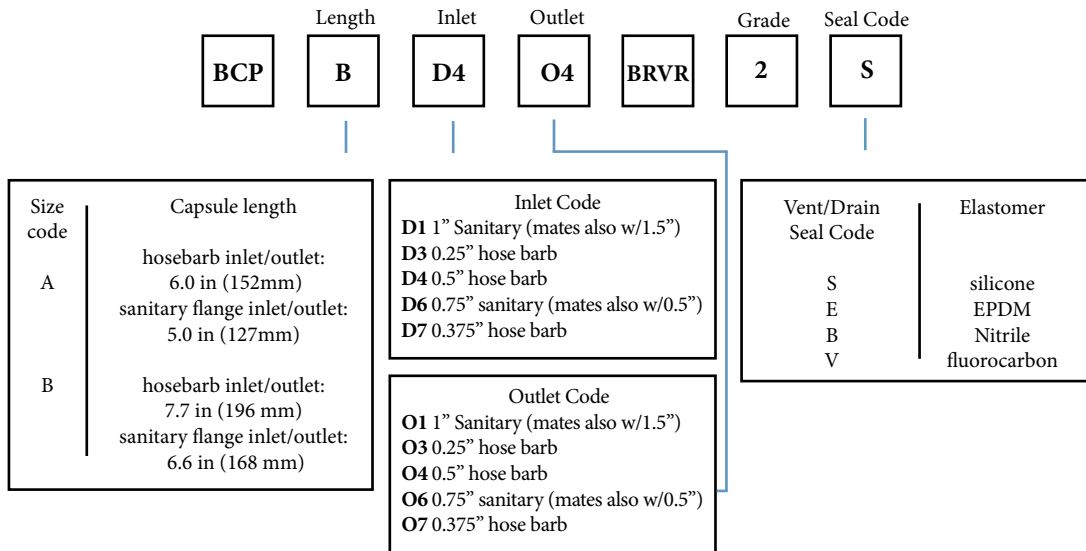 Length Inlet Outlet Grade Seal Code
BCP B D4 O4 BRVR 2 S
Size code
Capsule length
A
hosebarb inlet/outlet:
6.0 in (152mm)
sanitary flange inlet/outlet:
5.0 in (127mm)
B
hosebarb inlet/outlet:
7.7 in (196 mm)
sanitary flange inlet/outlet:
6.6 in (168 mm)
Inlet Code
D1 1” Sanitary (mates also w/1.5”)
D3 0.25” hose barb
D4 0.5” hose barb
D6 0.75” sanitary (mates also w/0.5”)
D7 0.375” hose barb
Outlet Code
O1 1” Sanitary (mates also w/1.5”)
O3 0.25” hose barb
O4 0.5” hose barb
O6 0.75” sanitary (mates also w/0.5”)
O7 0.375” hose barb
Vent/Drain Elastomer
Seal Code
S silicone
E EPDM
B Nitrile
V fluorocarbon